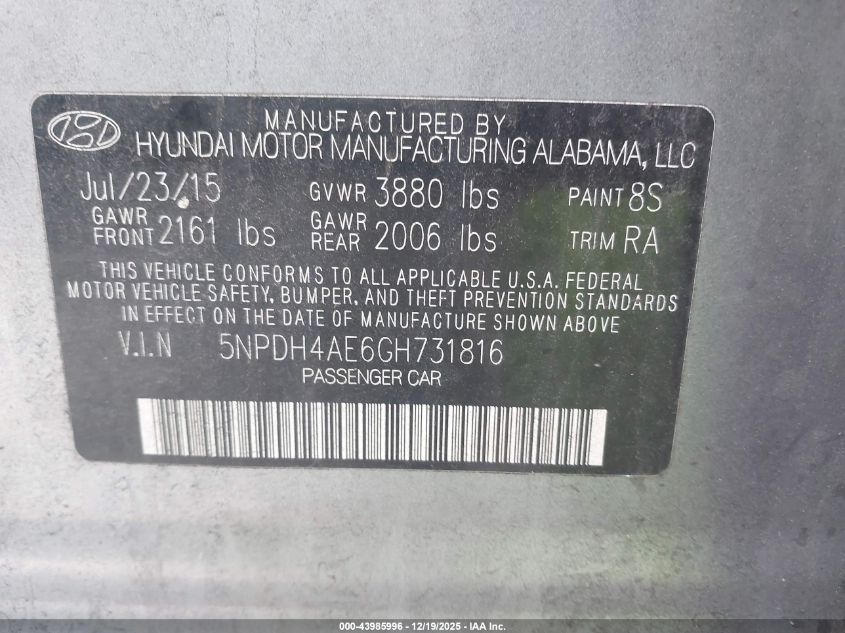 MANUFACTURED BY
HYUNDAI MOTOR MANUFACTURING ALABAMA, LLC
Jul/23/15 GVWR 3880 lbs PAINT 8S
GAWR FRONT 2161 lbs GAWR REAR 2006 lbs TRIM RA
THIS VEHICLE CONFORMS TO ALL APPLICABLE U.S.A. FEDERAL
MOTOR VEHICLE SAFETY, BUMPER, AND THEFT PREVENTION STANDARDS
IN EFFECT ON THE DATE OF MANUFACTURE SHOWN ABOVE
V.I.N 5NPDH4AE6GH731816
PASSENGER CAR
000-43985996 - 12/19/2025 - IAA Inc.